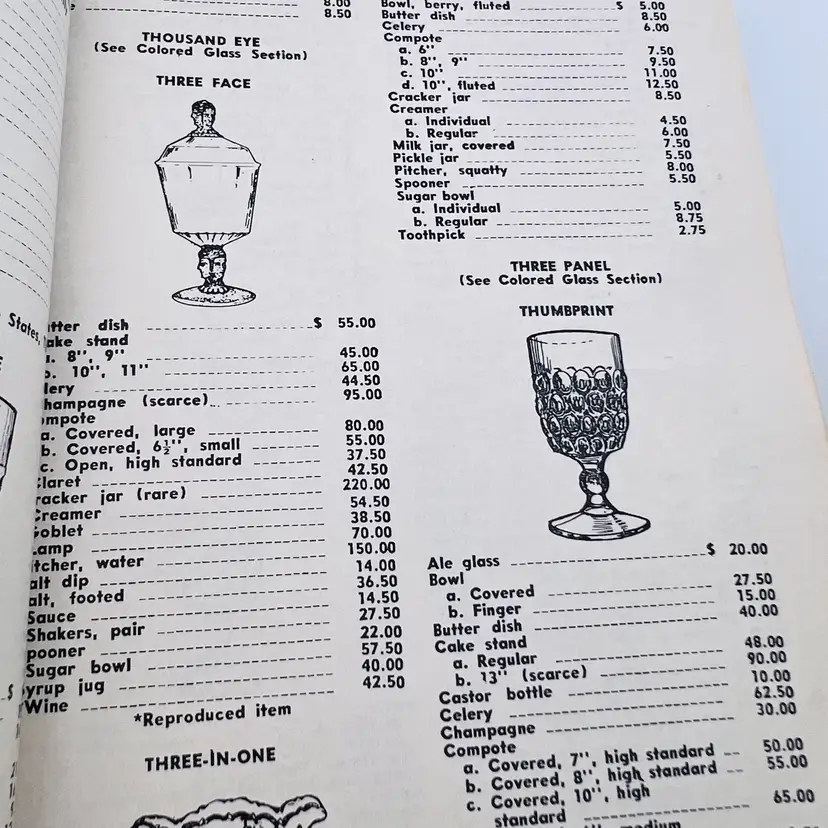 8.00
8.50
THOUSAND EYE
(See Colored Glass Section)
THREE FACE
utter dish $ 55.00
ake stand
a. 8", 9" 45.00
b. 10", 11" 65.00
lery 44.50
hampagne (scarce) 95.00
ompote
a. Covered, large 80.00
b. Covered, 6½", small 55.00
c. Open, high standard 37.50
Claret 42.50
racker jar (rare) 220.00
Creamer 54.50
Goblet 38.50
Lamp 70.00
itcher, water 150.00
alt dip 14.00
alt, footed 36.50
Sauce 14.50
Shakers, pair 27.50
pooner 22.00
Sugar bowl 57.50
Syrup jug 40.00
Wine 42.50
*Reproduced item
THREE-IN-ONE
Bowl, berry, fluted $ 5.00
Butter dish 8.50
Celery 6.00
Compote
a. 6" 7.50
b. 8", 9" 9.50
c. 10" 11.00
d. 10", fluted 12.50
Cracker jar 8.50
Creamer
a. Individual 4.50
b. Regular 6.00
Milk jar, covered 7.50
Pickle jar 5.50
Pitcher, squatty 8.00
Spooner 5.50
Sugar bowl
a. Individual 5.00
b. Regular 8.75
Toothpick 2.75
THREE PANEL
(See Colored Glass Section)
THUMBPRINT
Ale glass $ 20.00
Bowl
a. Covered 27.50
b. Finger 15.00
Butter dish 40.00
Cake stand
a. Regular 48.00
b. 13" (scarce) 90.00
Castor bottle 10.00
Celery 62.50
Champagne 30.00
Compote
a. Covered, 7", high standard 50.00
b. Covered, 8", high standard 55.00
c. Covered, 10", high
standard 65.00
medium
States,
$